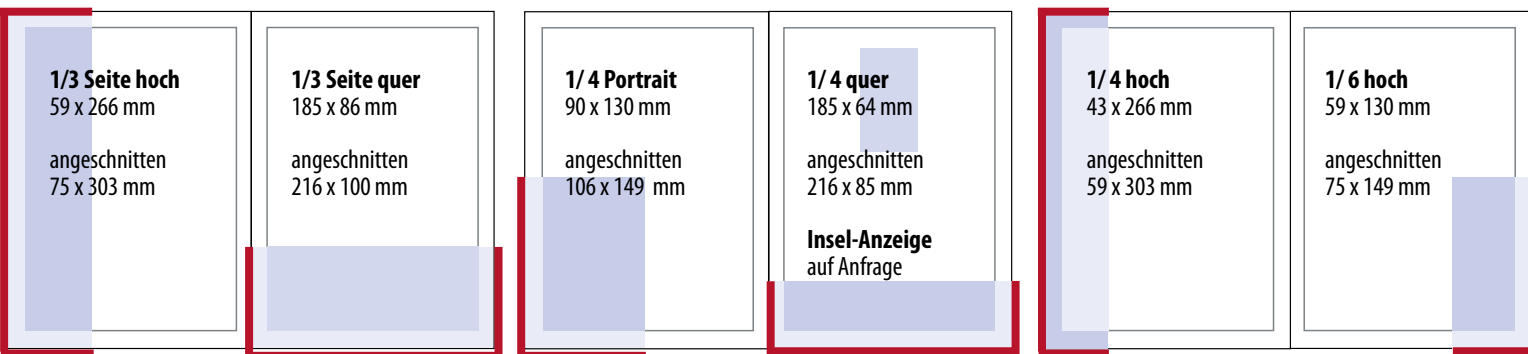 1/3 Seite hoch
59 x 266 mm
angeschnitten
75 x 303 mm
1/3 Seite quer
185 x 86 mm
angeschnitten
216 x 100 mm
1/ 4 Portrait
90 x 130 mm
angeschnitten
106 x 149 mm
1/ 4 quer
185 x 64 mm
angeschnitten
216 x 85 mm
Insel-Anzeige
auf Anfrage
1/ 4 hoch
43 x 266 mm
angeschnitten
59 x 303 mm
1/ 6 hoch
59 x 130 mm
angeschnitten
75 x 149 mm